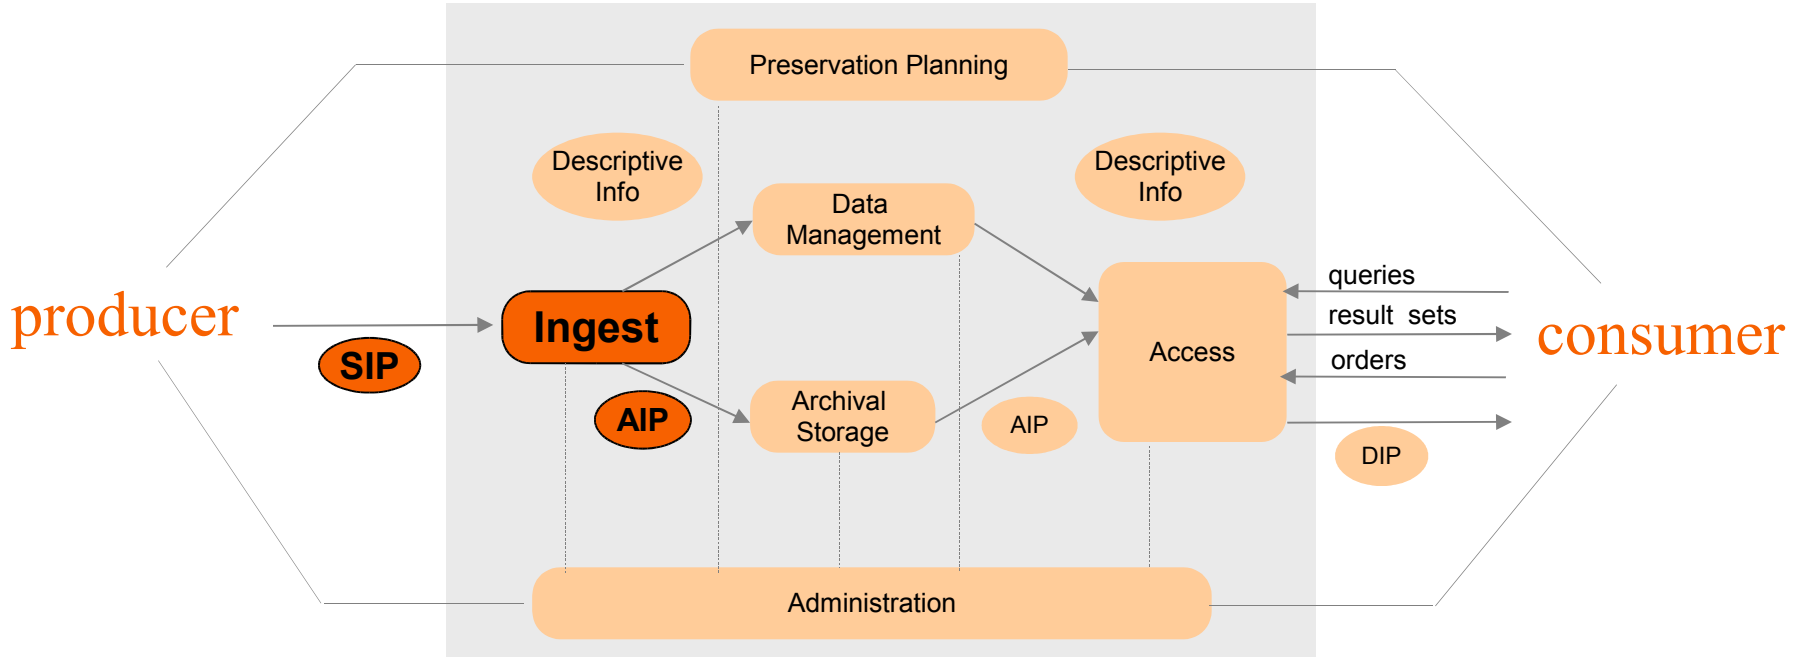 Preservation Planning
Descriptive
Info
Descriptive
Info
Data
Management
producer
SIP
Ingest
AIP
Archival
Storage
AIP
Access
queries
result sets
orders
DIP
consumer
Administration